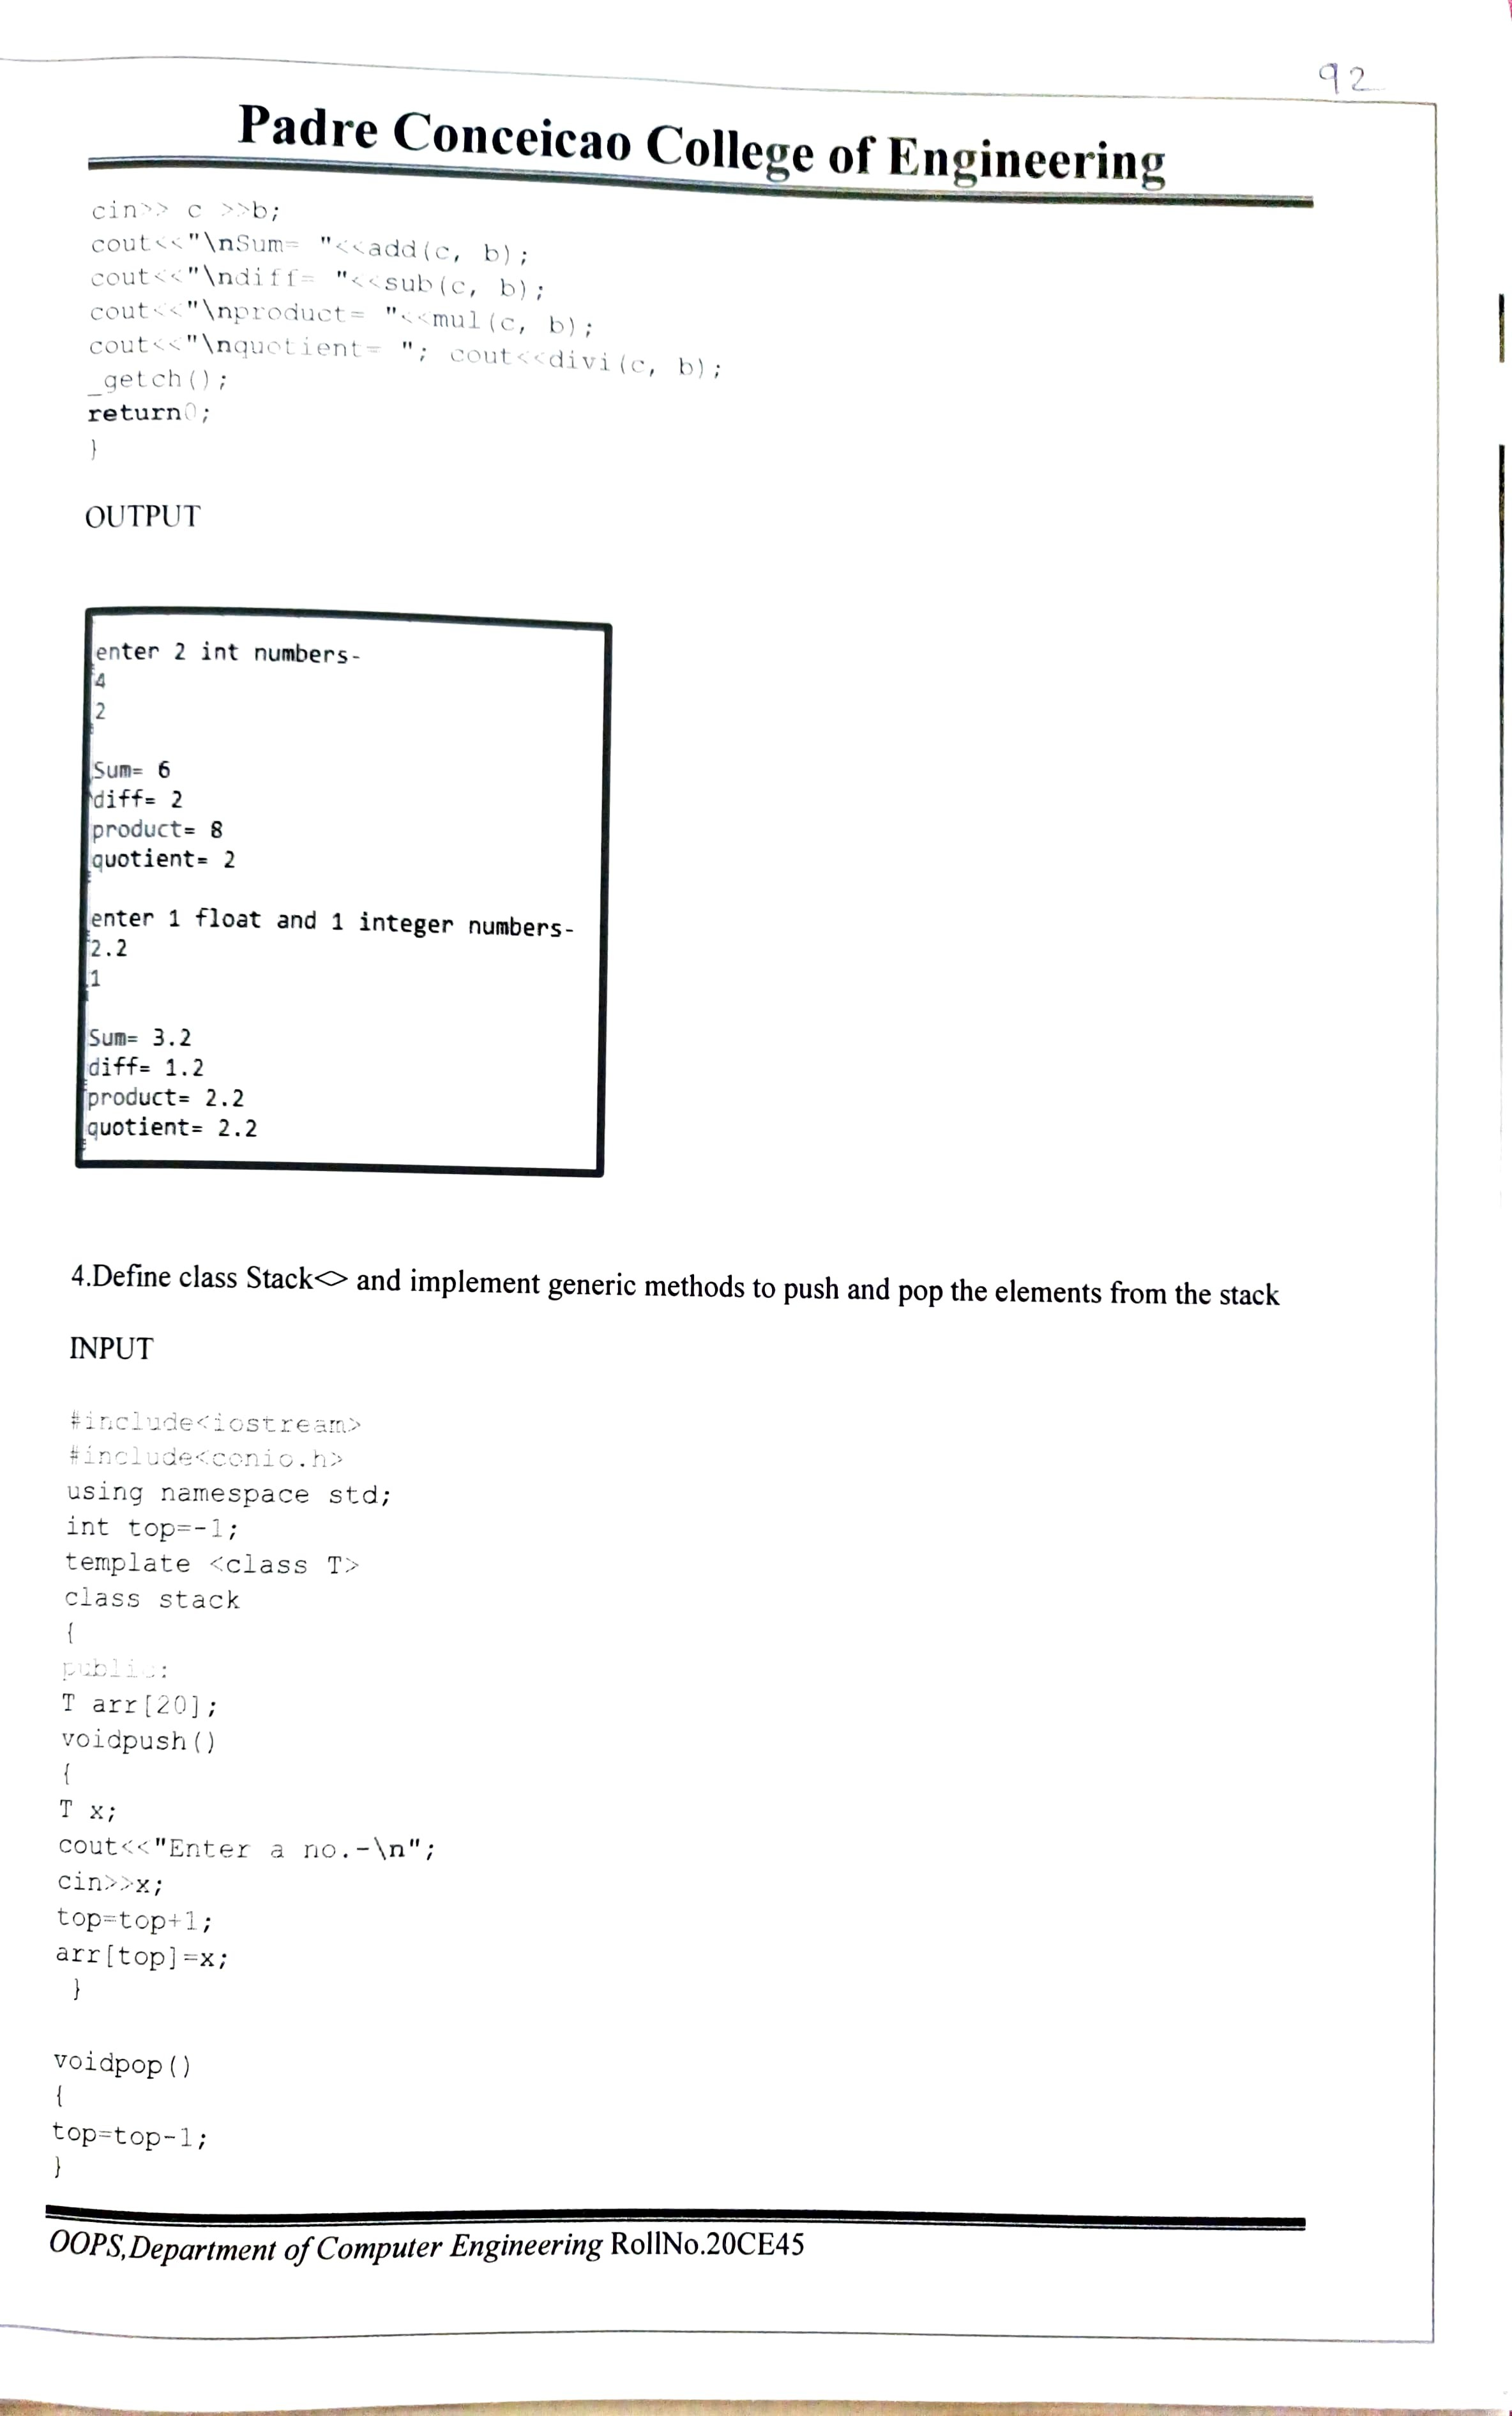 92
Padre Conceicao College of Engineering
cin>> c >>b;
cout<<"\nSum= "<<add(c, b);
cout<<"\ndiff= "<<sub(c, b);
cout<<"\nproduct= "<<mul(c, b);
cout<<"\nquotient= "; cout<<divi(c, b);
_getch();
return0;
}
OUTPUT
enter 2 int numbers-
4
2
Sum= 6
diff= 2
product= 8
quotient= 2
enter 1 float and 1 integer numbers-
2.2
1
Sum= 3.2
diff= 1.2
product= 2.2
quotient= 2.2
4.Define class Stack<> and implement generic methods to push and pop the elements from the stack
INPUT
#include<iostream>
#include<conio.h>
using namespace std;
int top=-1;
template <class T>
class stack
{
public:
T arr[20];
voidpush()
{
T x;
cout<<"Enter a no.-\n";
cin>>x;
top=top+1;
arr[top]=x;
}
voidpop()
{
top=top-1;
}
OOPS,Department of Computer Engineering RollNo.20CE45